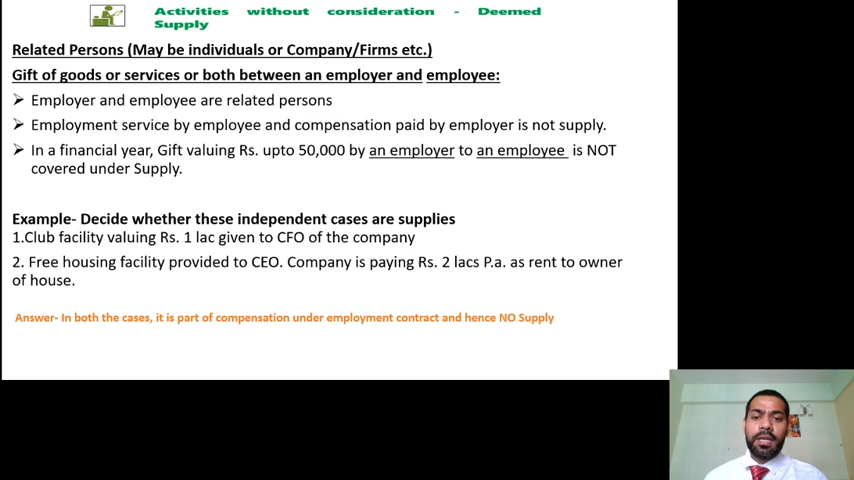 Activities without consideration - Deemed
Supply
Related Persons (May be individuals or Company/Firms etc.)
Gift of goods or services or both between an employer and employee:
➢ Employer and employee are related persons
➢ Employment service by employee and compensation paid by employer is not supply.
➢ In a financial year, Gift valuing Rs. upto 50,000 by an employer to an employee is NOT
covered under Supply.
Example- Decide whether these independent cases are supplies
1.Club facility valuing Rs. 1 lac given to CFO of the company
2. Free housing facility provided to CEO. Company is paying Rs. 2 lacs P.a. as rent to owner
of house.
Answer- In both the cases, it is part of compensation under employment contract and hence NO Supply